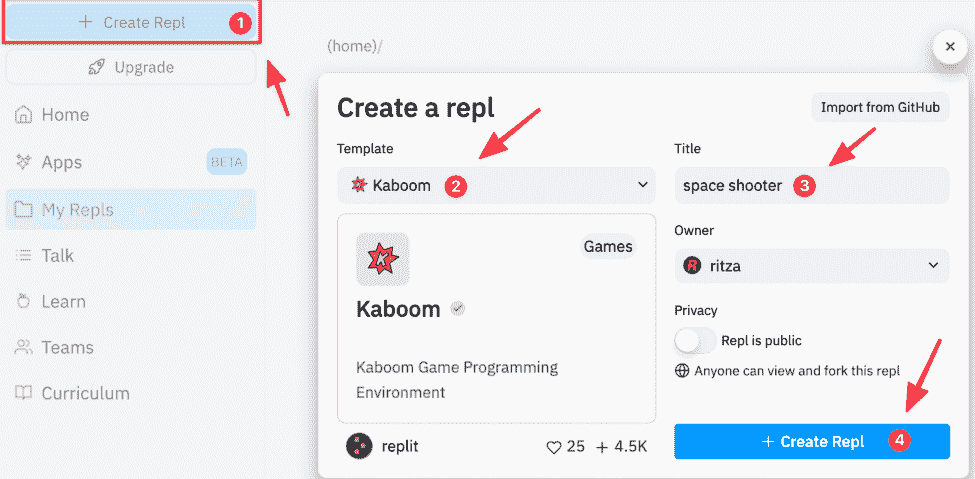 + Create Repl 1
Upgrade
Home
Apps BETA
My Repls
Talk
Learn
Teams
Curriculum
(home)/
Create a repl
Import from GitHub
Template
Kaboom 2
Title
space shooter 3
Games
Kaboom
Kaboom Game Programming
Environment
replit 25 + 4.5K
Owner
ritza
Privacy
Repl is public
Anyone can view and fork this repl
+ Create Repl 4